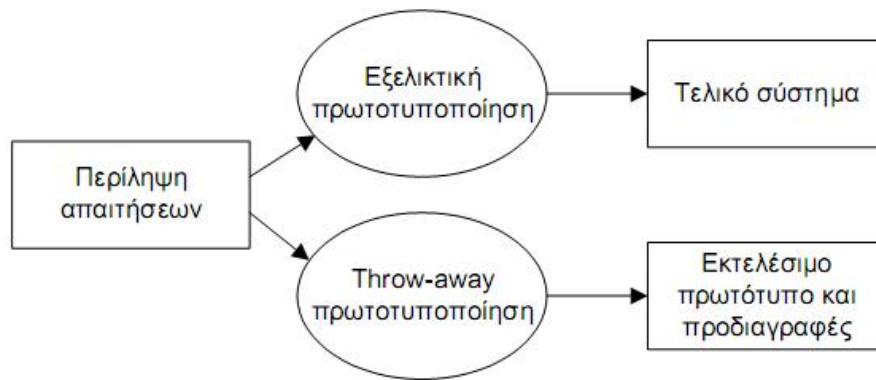 Περίληψη
απαιτήσεων
Εξελικτική
πρωτοτυποποίηση
Τελικό σύστημα
Throw-away
πρωτοτυποποίηση
Εκτελέσιμο
πρωτότυπο και
προδιαγραφές